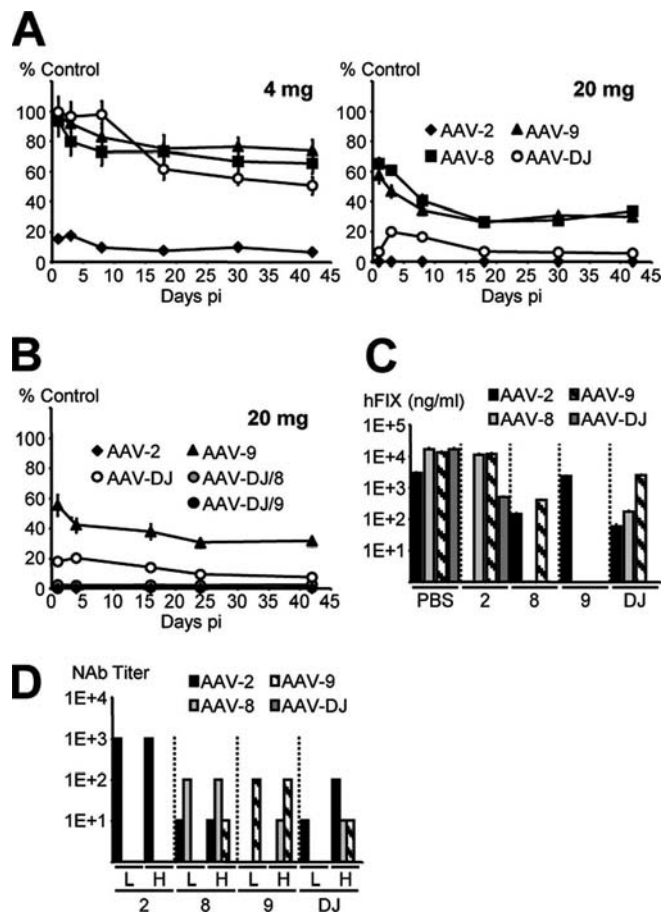 A
% Control
4 mg
100
80
60
40
20
0
0 5 10 15 20 25 30 35 40 45
Days pi
% Control
20 mg
AAV-2 AAV-9
AAV-8 AAV-DJ
100
80
60
40
20
0
0 5 10 15 20 25 30 35 40 45
Days pi
B
% Control
20 mg
AAV-2 AAV-9
AAV-DJ AAV-DJ/8
AAV-DJ/9
100
80
60
40
20
0
0 5 10 15 20 25 30 35 40 45
Days pi
C
hFIX (ng/ml)
AAV-2 AAV-9
AAV-8 AAV-DJ
1E+5
1E+4
1E+3
1E+2
1E+1
PBS 2 8 9 DJ
D
NAb Titer
AAV-2 AAV-9
AAV-8 AAV-DJ
1E+4
1E+3
1E+2
1E+1
L H L H L H L H
2 8 9 DJ